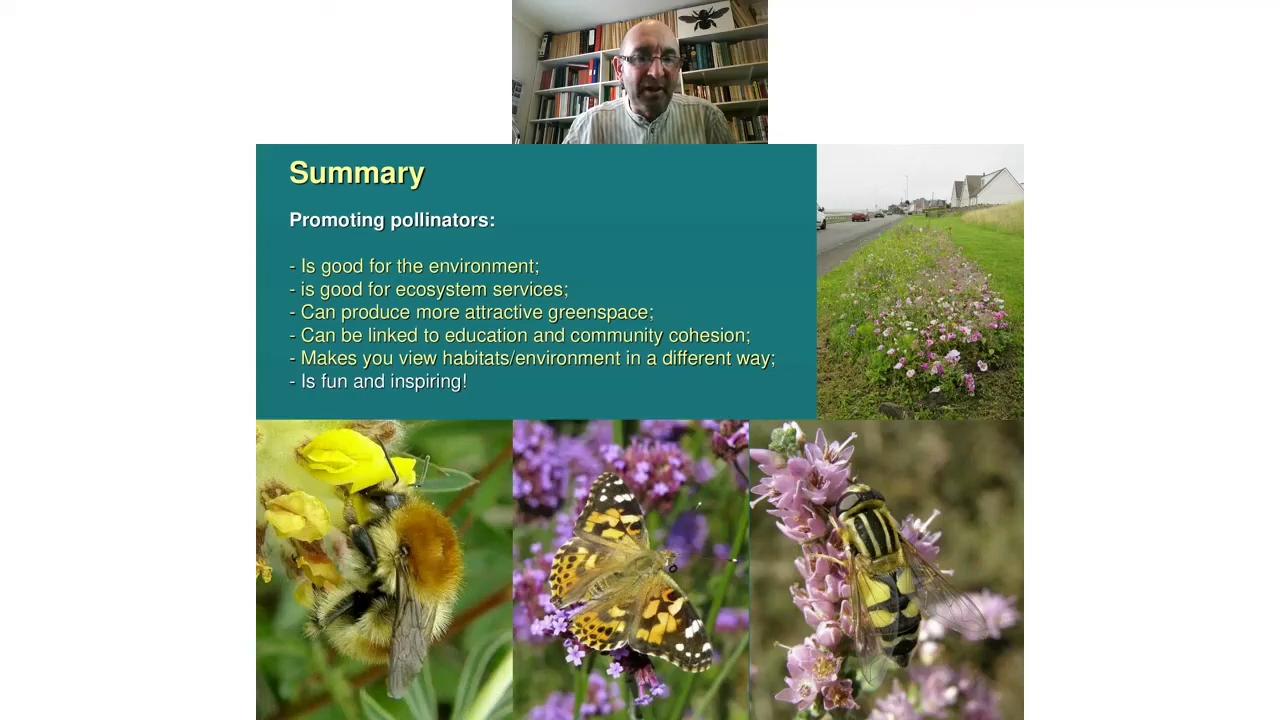 Summary
Promoting pollinators:
- Is good for the environment;
- is good for ecosystem services;
- Can produce more attractive greenspace;
- Can be linked to education and community cohesion;
- Makes you view habitats/environment in a different way;
- Is fun and inspiring!